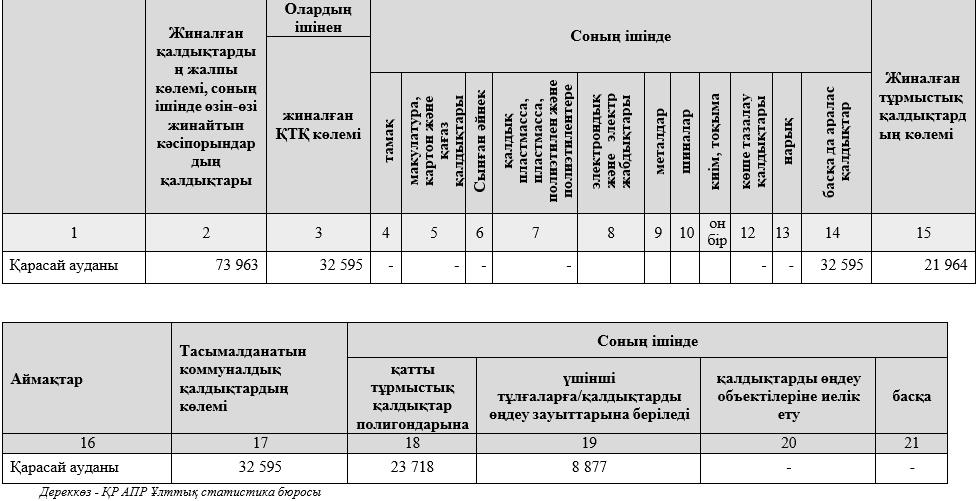 Жиналған
қалдықтарды
ң жалпы
көлемі, соның
ішінде өзін-өзі
жинайтын
кәсіпорындар
дың
қалдықтары
Олардың
ішінен
жиналған
ҚТҚ көлемі
Соның ішінде
тамақ
мақулатура,
картон және
қағаз
қалдықтары
Сынған әйнек
қалдық
пластмасса,
пластмасса,
полиэтилен және
полиэтилентере
электрондық
және электр
жабдықтары
металдар
шиналар
киім, тоқыма
көше тазалау
қалдықтары
нарық
басқа да аралас
қалдықтар
Жиналған
тұрмыстық
қалдықтард
ың көлемі
1 2 3 4 5 6 7 8 9 10 он бір 12 13 14 15
Қарасай ауданы 73 963 32 595 - - - - - - 32 595 21 964
Аймақтар
Тасымалданатын
коммуналдық
қалдықтардың
көлемі
Соның ішінде
қатты
тұрмыстық
қалдықтар
полигондарына
үшінші
тұлғаларға/қалдықтарды
өңдеу зауыттарына беріледі
қалдықтарды өңдеу
объектілеріне иелік
ету
басқа
16 17 18 19 20 21
Қарасай ауданы 32 595 23 718 8 877 - -
Дереккөз - ҚР АПР Ұлттық статистика бюросы